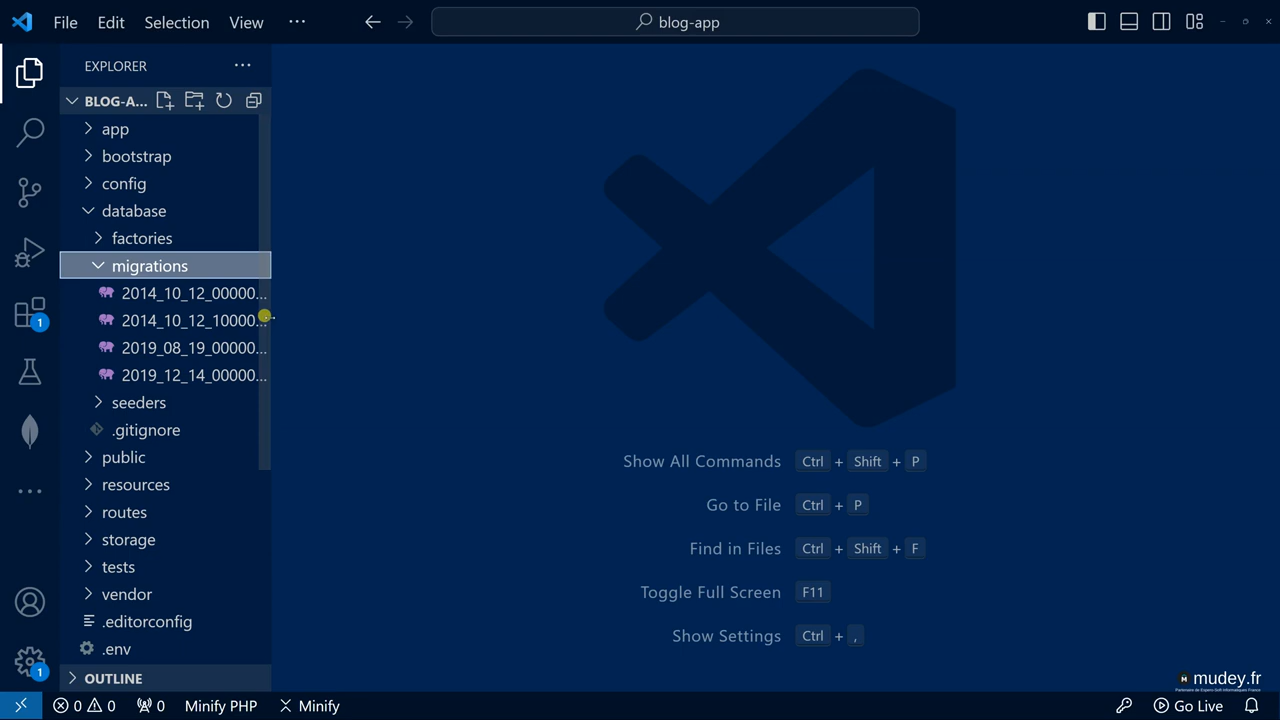 File Edit Selection View ···
blog-app
EXPLORER ···
BLOG-A...
app
bootstrap
config
database
factories
migrations
2014_10_12_00000...
2014_10_12_10000...
2019_08_19_00000...
2019_12_14_00000...
seeders
.gitignore
public
resources
routes
storage
tests
vendor
.editorconfig
.env
OUTLINE
1
1
Show All Commands Ctrl + Shift + P
Go to File Ctrl + P
Find in Files Ctrl + Shift + F
Toggle Full Screen F11
Show Settings Ctrl + ,
mudey.fr
0 0 0 Minify PHP Minify Go Live